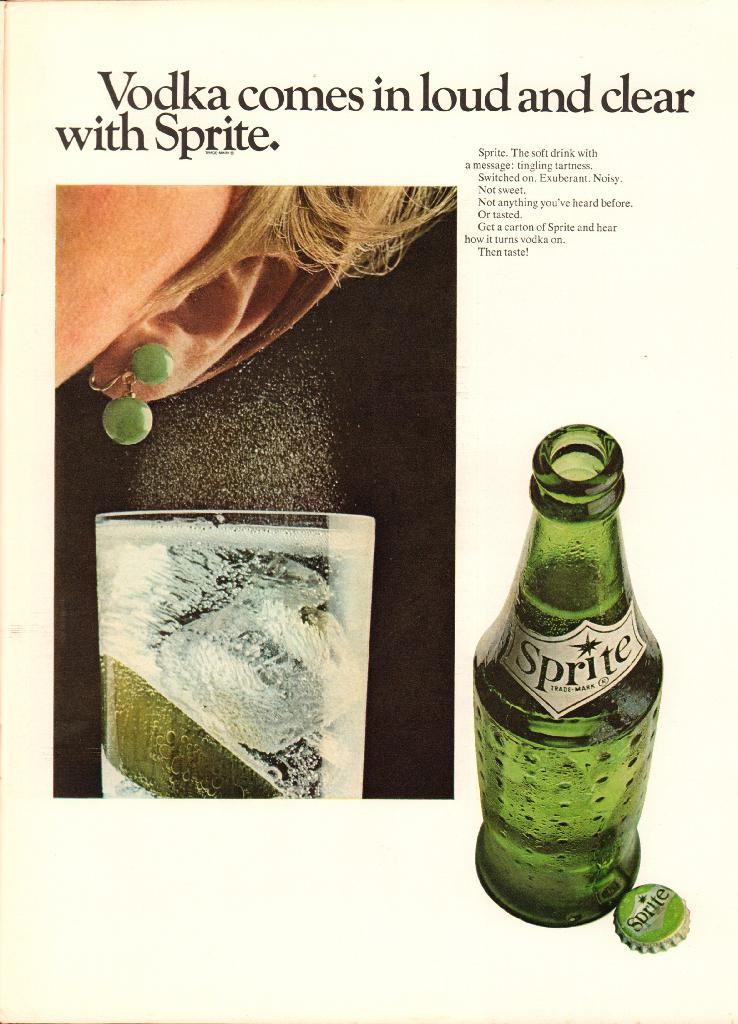 Vodka comes in loud and clear
with Sprite.
TRADE-MARK ®
Sprite. The soft drink with
a message: tingling tartness.
Switched on. Exuberant. Noisy.
Not sweet.
Not anything you've heard before.
Or tasted.
Get a carton of Sprite and hear
how it turns vodka on.
Then taste!
Sprite
TRADE-MARK ®
Sprite